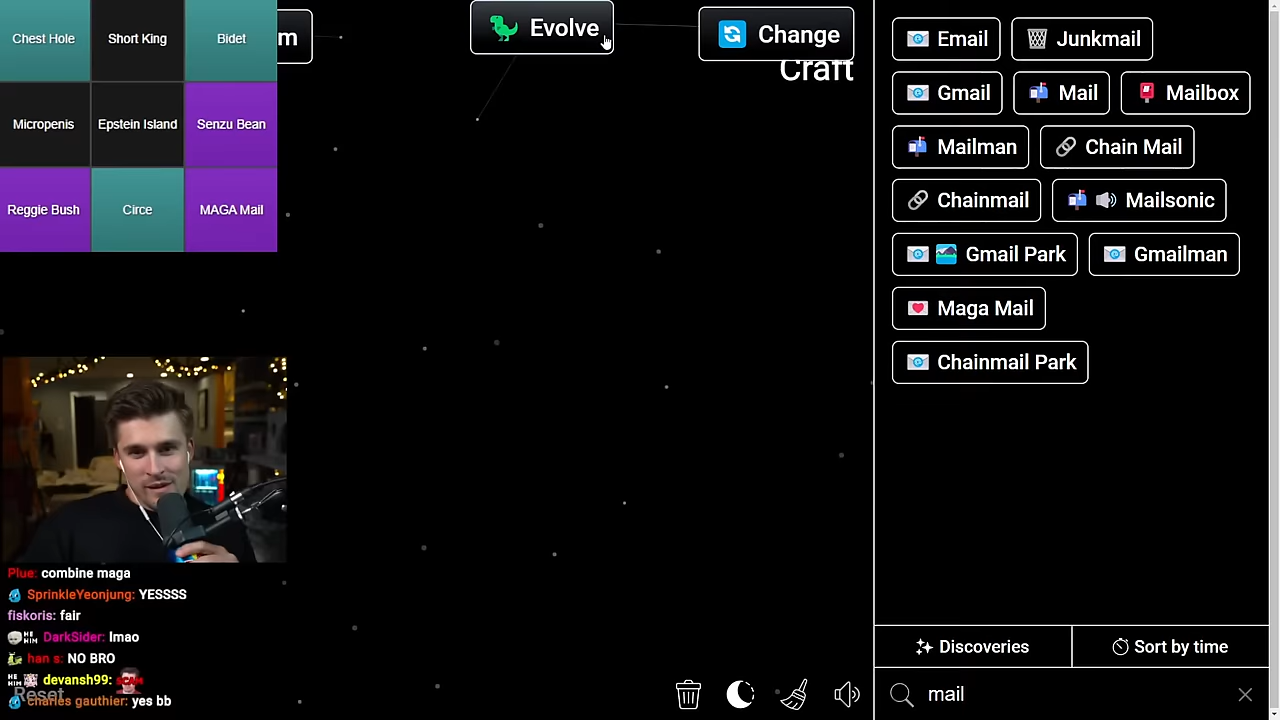 Chest Hole
Short King
Bidet
Micropenis
Epstein Island
Senzu Bean
Reggie Bush
Circe
MAGA Mail
m
Evolve
Change
Craft
Plue: combine maga
SprinkleYeonjung: YESSSS
fiskoris: fair
DarkSider: lmao
han s: NO BRO
devansh99:
Reset
charles gauthier: yes bb
Email
Junkmail
Gmail
Mail
Mailbox
Mailman
Chain Mail
Chainmail
Mailsonic
Gmail Park
Gmailman
Maga Mail
Chainmail Park
Discoveries
Sort by time
mail